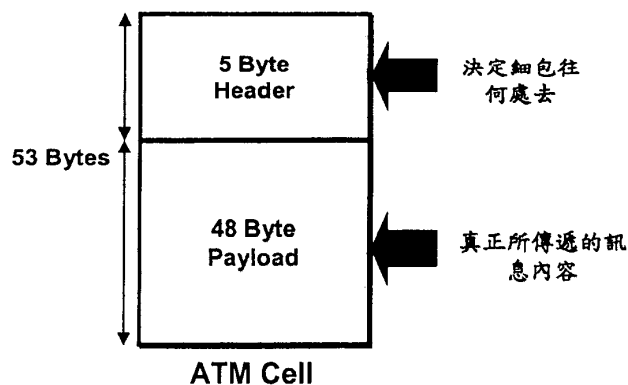 5 Byte
Header
決定細包往
何處去
53 Bytes
48 Byte
Payload
真正所傳遞的訊
息內容
ATM Cell